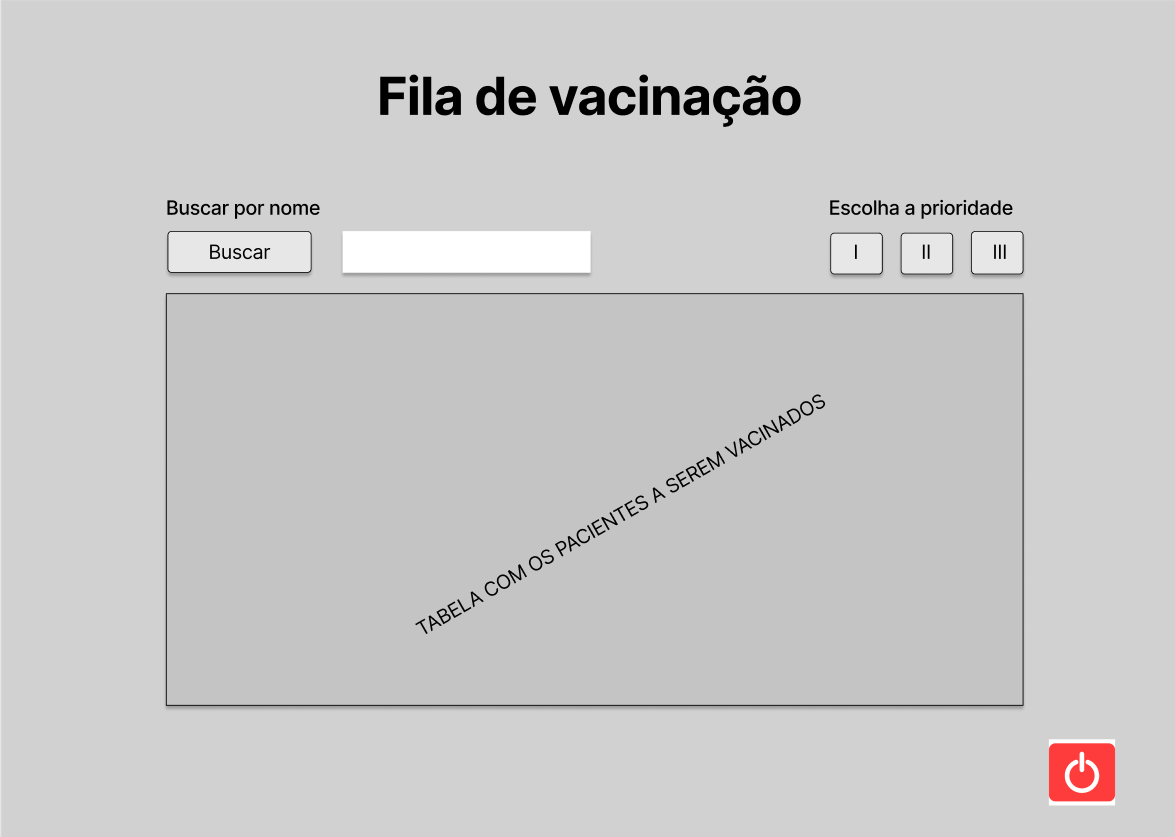 Fila de vacinação
Buscar por nome
Escolha a prioridade
Buscar
I
II
III
TABELA COM OS PACIENTES A SEREM VACINADOS